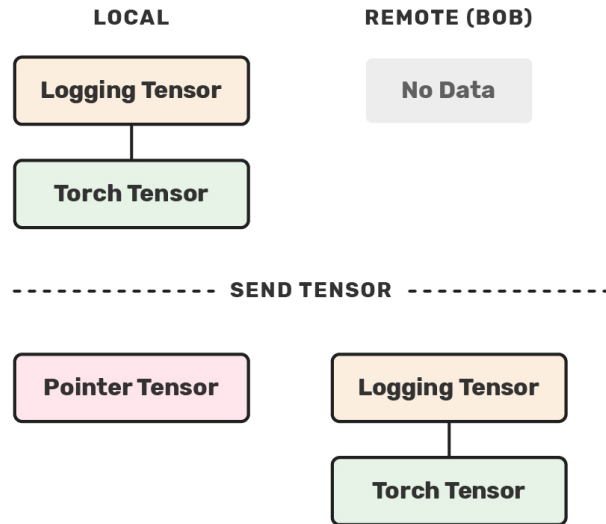 LOCAL
REMOTE (BOB)
Logging Tensor
No Data
Torch Tensor
SEND TENSOR
Pointer Tensor
Logging Tensor
Torch Tensor